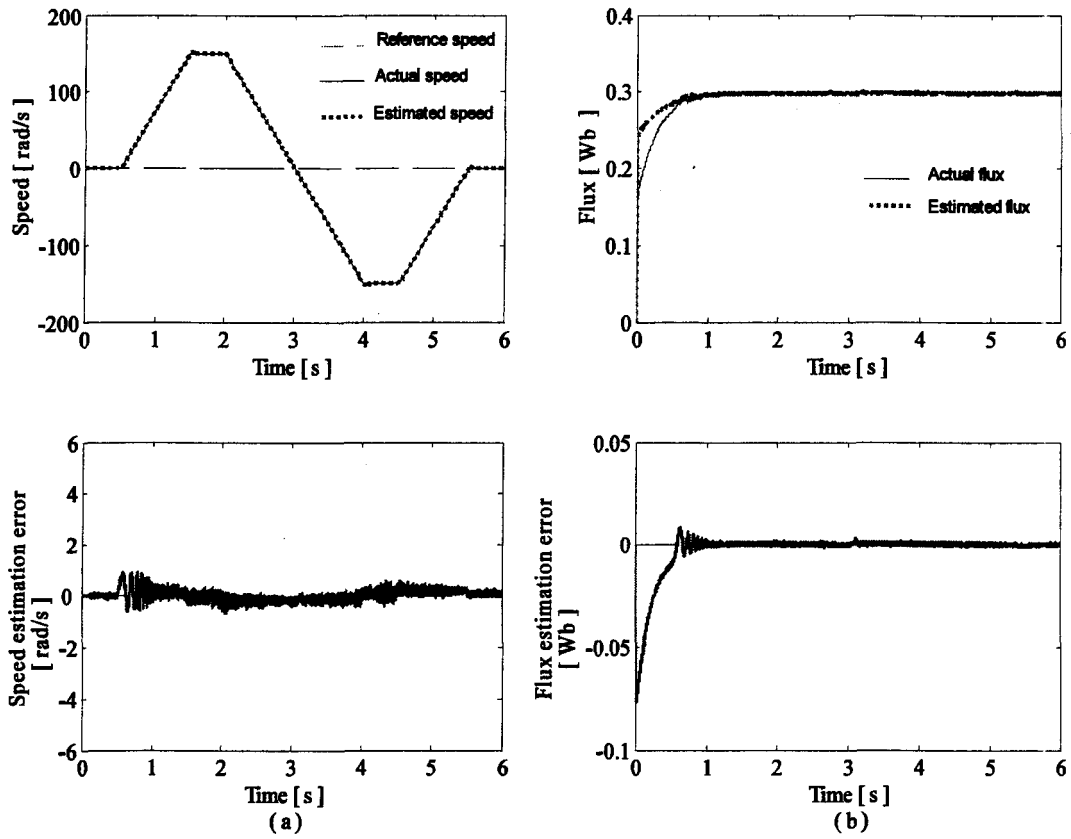 200
150
100
0
-100
-200
Speed [ rad/s ]
Reference speed
Actual speed
Estimated speed
0 1 2 3 4 5 6
Time [ s ]
0.4
0.3
0.2
0.1
0
Flux [ Wb ]
Actual flux
Estimated flux
0 1 2 3 4 5 6
Time [ s ]
6
4
2
0
-2
-4
-6
Speed estimation error
[ rad/s ]
0 1 2 3 4 5 6
Time [ s ]
( a )
0.05
0
-0.05
-0.1
Flux estimation error
[ Wb ]
0 1 2 3 4 5 6
Time [ s ]
( b )